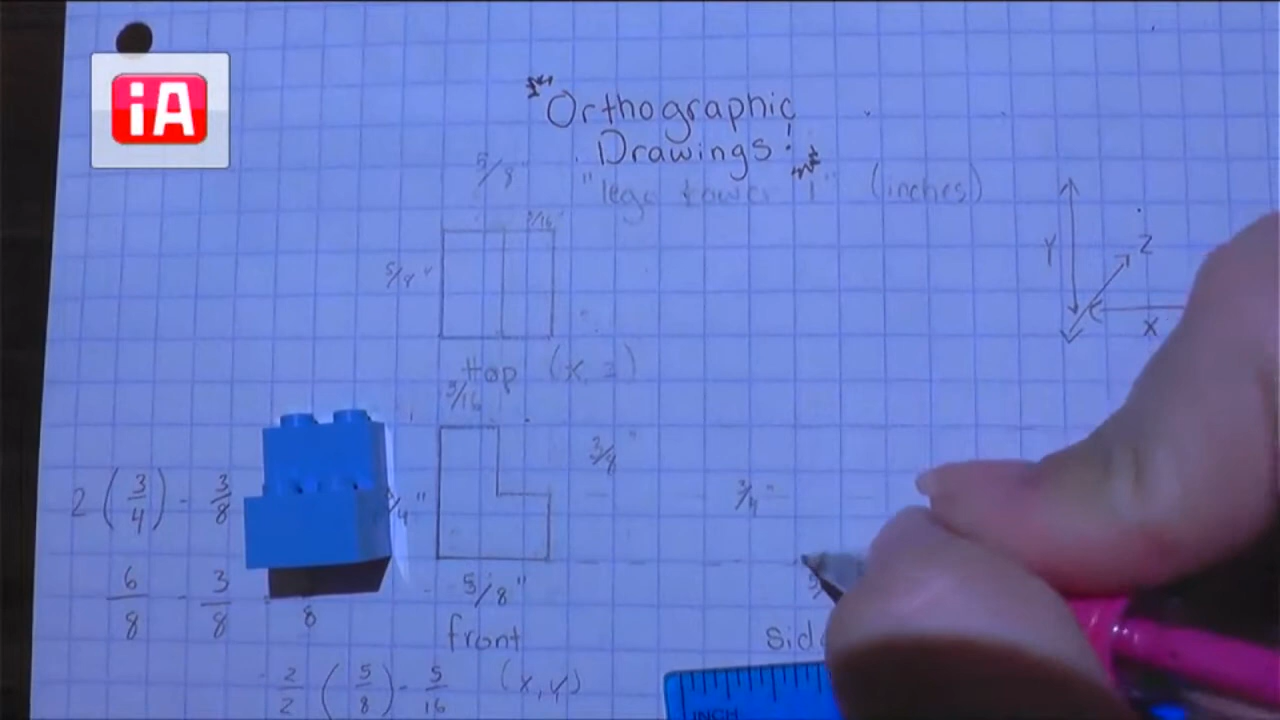 iA
Orthographic
Drawings:
5/8"
"lego tower 1" (inches)
5/16"
5/8"
Y
Z
X
top (x, z)
5/16
3/8"
3/4"
3/4"
2 (3/4) - 3/8
6/8 - 3/8
8
5/8"
front
(x, y)
2/2 (5/8) - 5/16
INCH